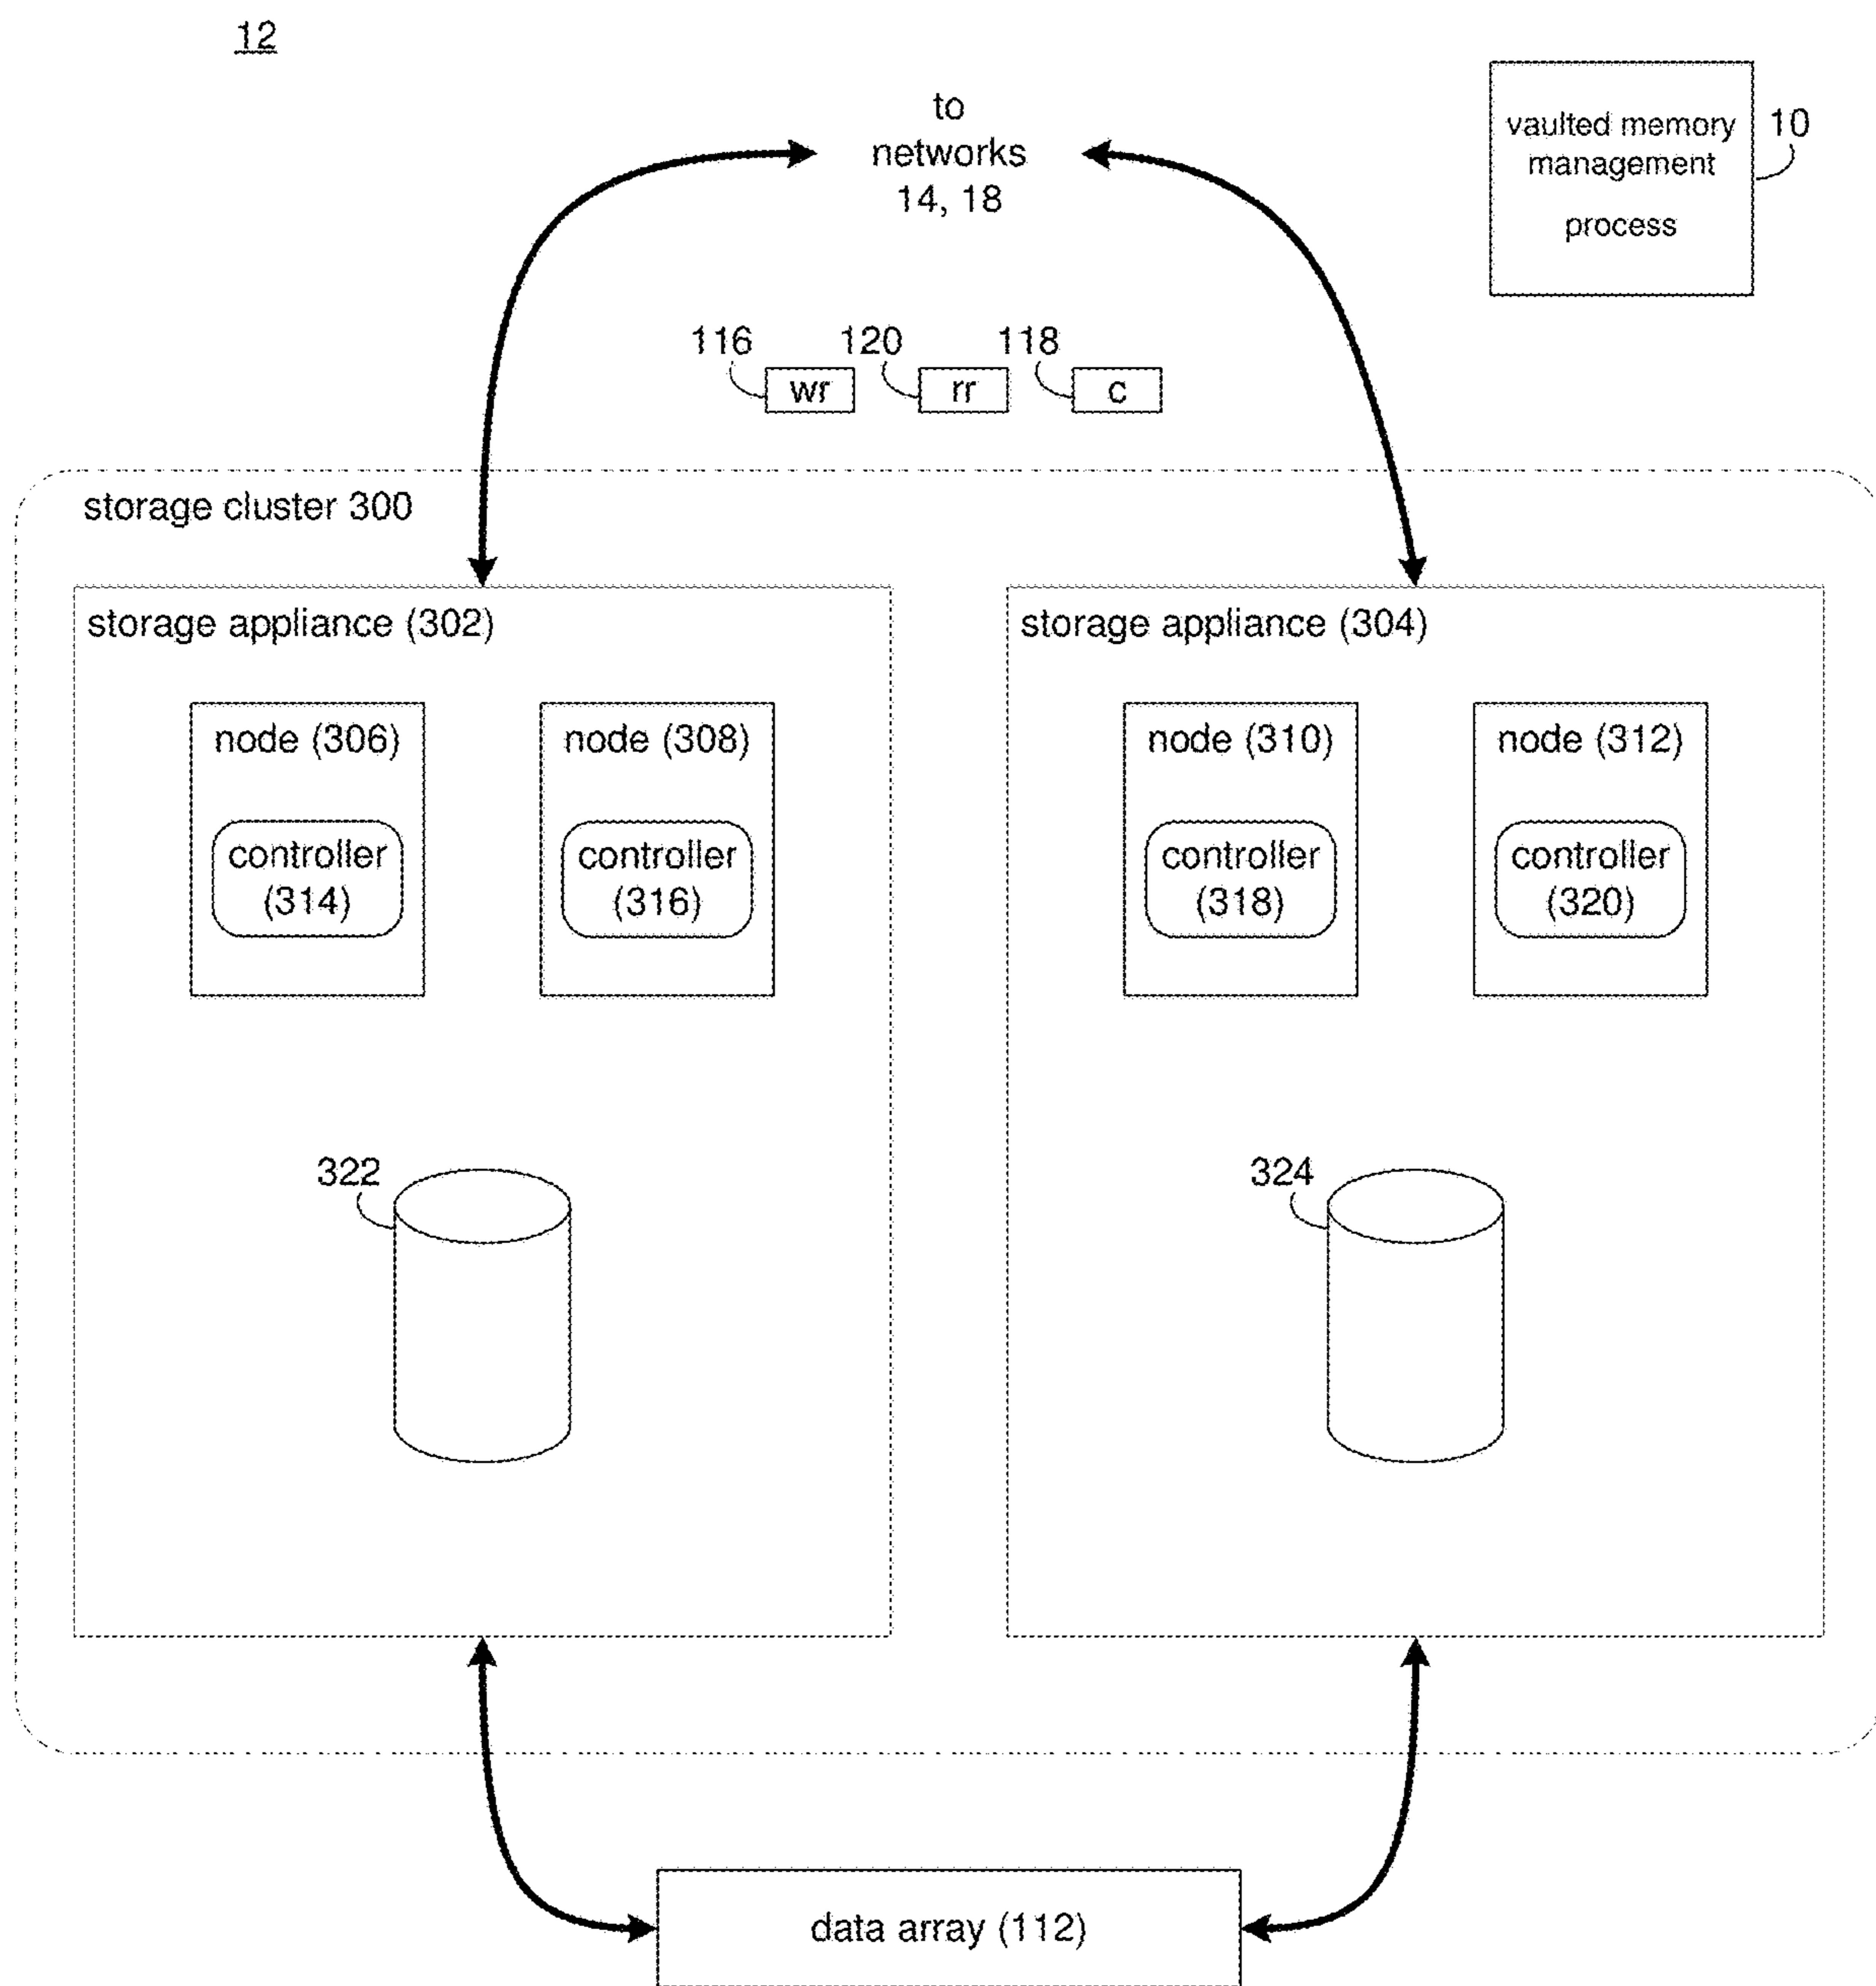 12
to
networks
14, 18
vaulted memory
management
process
10
116
120
118
wr
rr
c
storage cluster 300
storage appliance (302)
storage appliance (304)
node (306)
node (308)
node (310)
node (312)
controller
(314)
controller
(316)
controller
(318)
controller
(320)
322
324
data array (112)